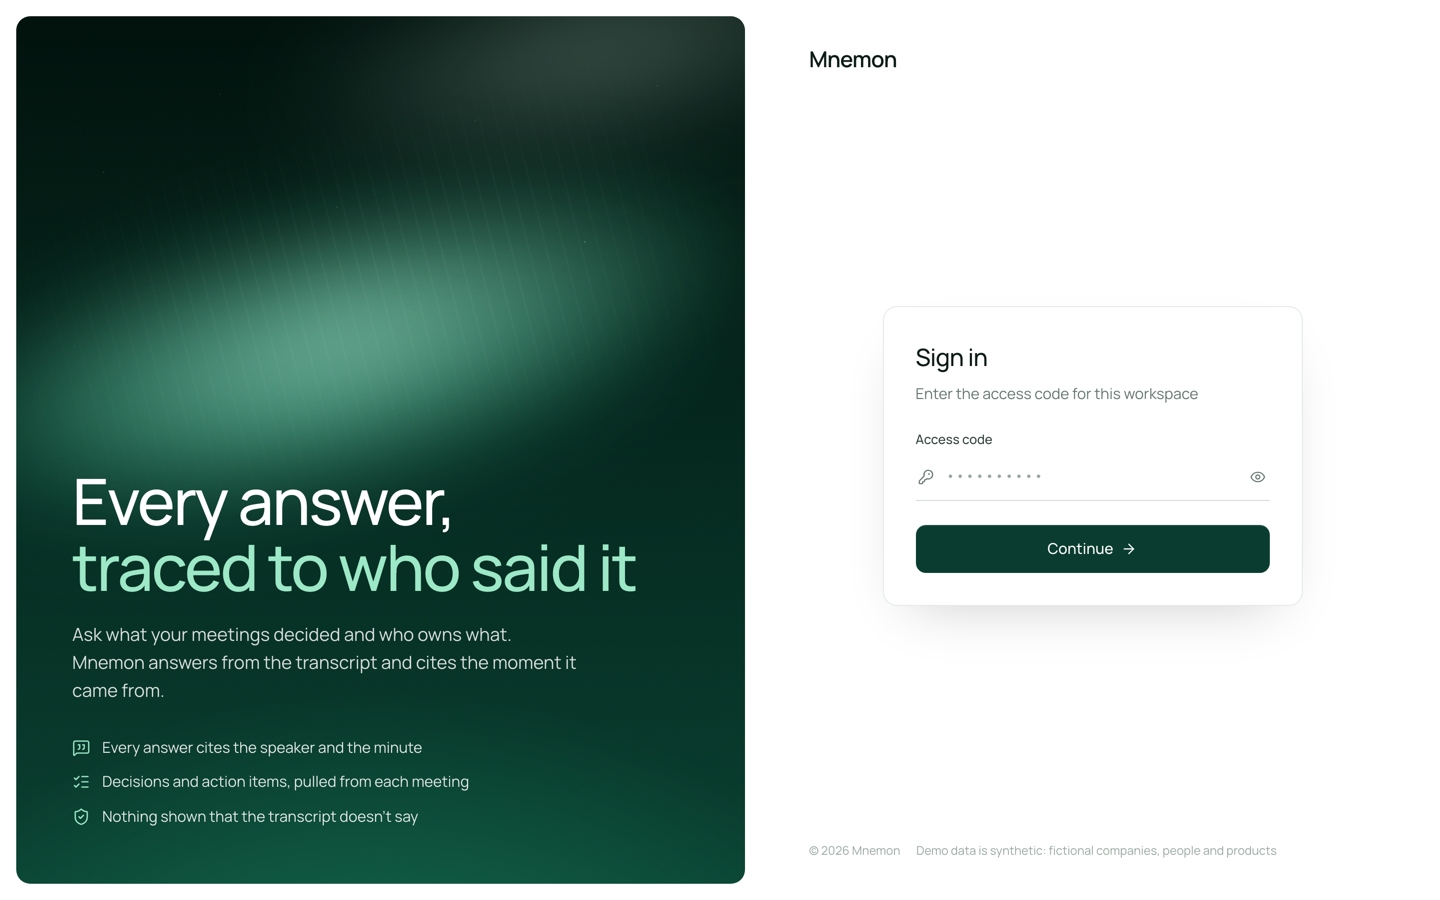 Every answer,
traced to who said it
Ask what your meetings decided and who owns what.
Mnemon answers from the transcript and cites the moment it
came from.
Every answer cites the speaker and the minute
Decisions and action items, pulled from each meeting
Nothing shown that the transcript doesn't say
Mnemon
Sign in
Enter the access code for this workspace
Access code
••••••••••
Continue
© 2026 Mnemon Demo data is synthetic: fictional companies, people and products